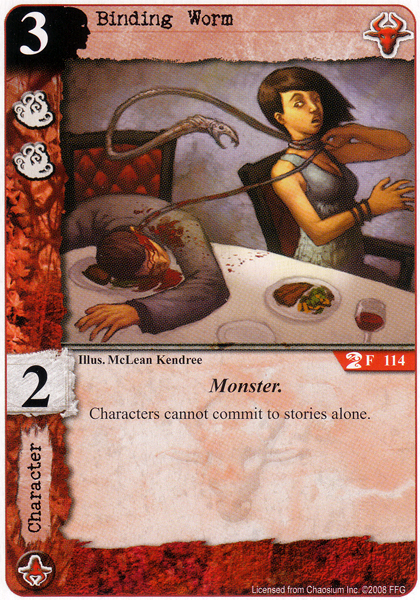 3
Binding Worm
Illus. McLean Kendree
F 114
2
Monster.
Characters cannot commit to stories alone.
Character
Licensed from Chaosium Inc. ©2008 FFG